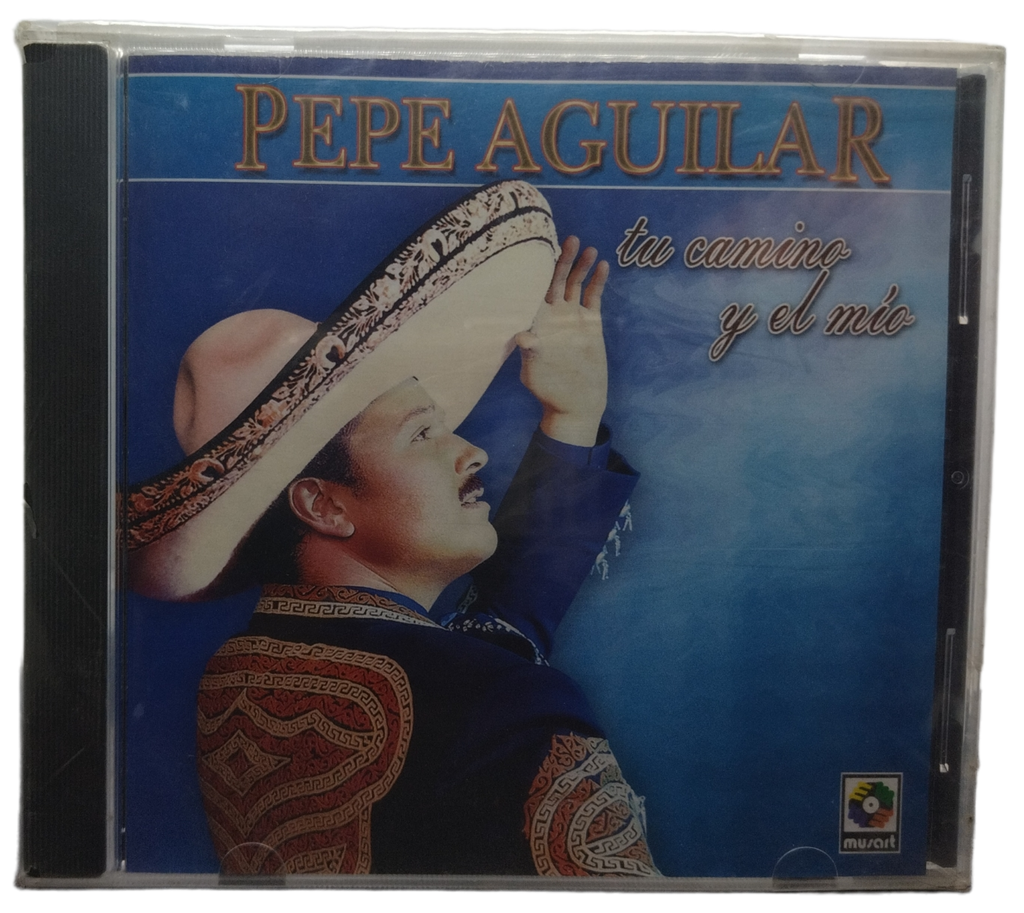 PEPE AGUILAR
tu camino
y el mío
musart